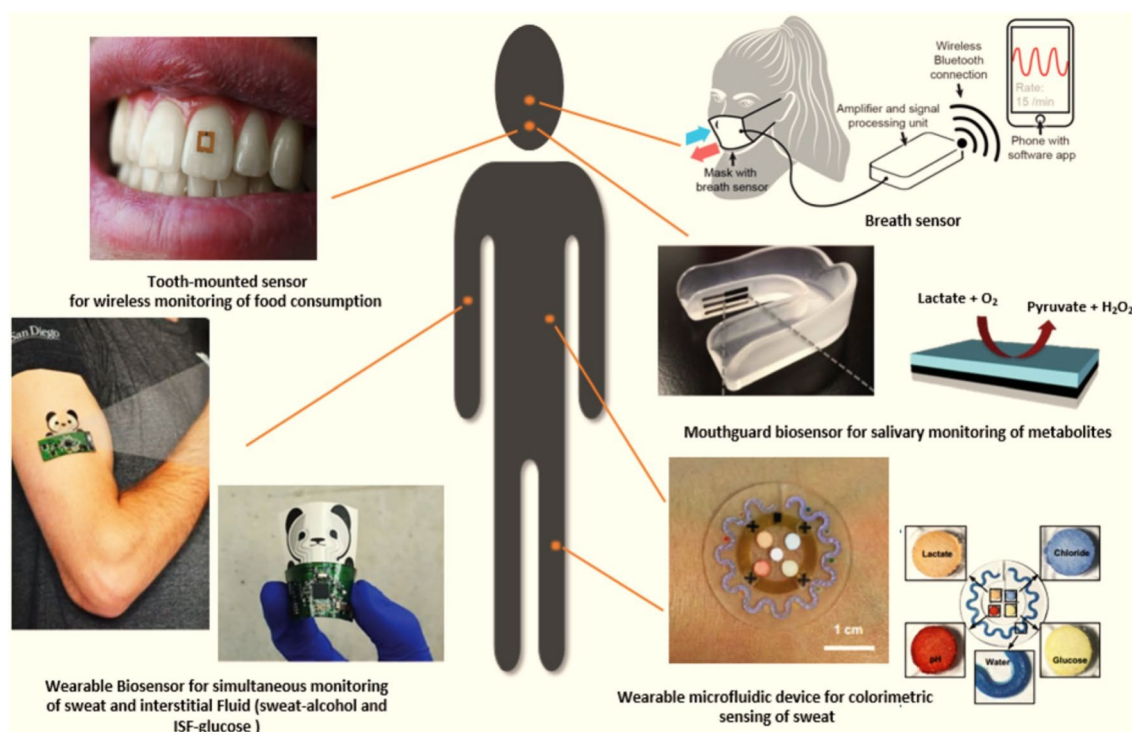 Wireless
Bluetooth
connection
Rate:
15 /min
Amplifier and signal
processing unit
Phone with
software app
Mask with
breath sensor
Breath sensor
Tooth-mounted sensor
for wireless monitoring of food consumption
San Diego
Lactate + O₂
Pyruvate + H₂O₂
Mouthguard biosensor for salivary monitoring of metabolites
Lactate
Chloride
1 cm
pH
Water
Glucose
Wearable Biosensor for simultaneous monitoring
of sweat and interstitial Fluid (sweat-alcohol and
ISF-glucose )
Wearable microfluidic device for colorimetric
sensing of sweat